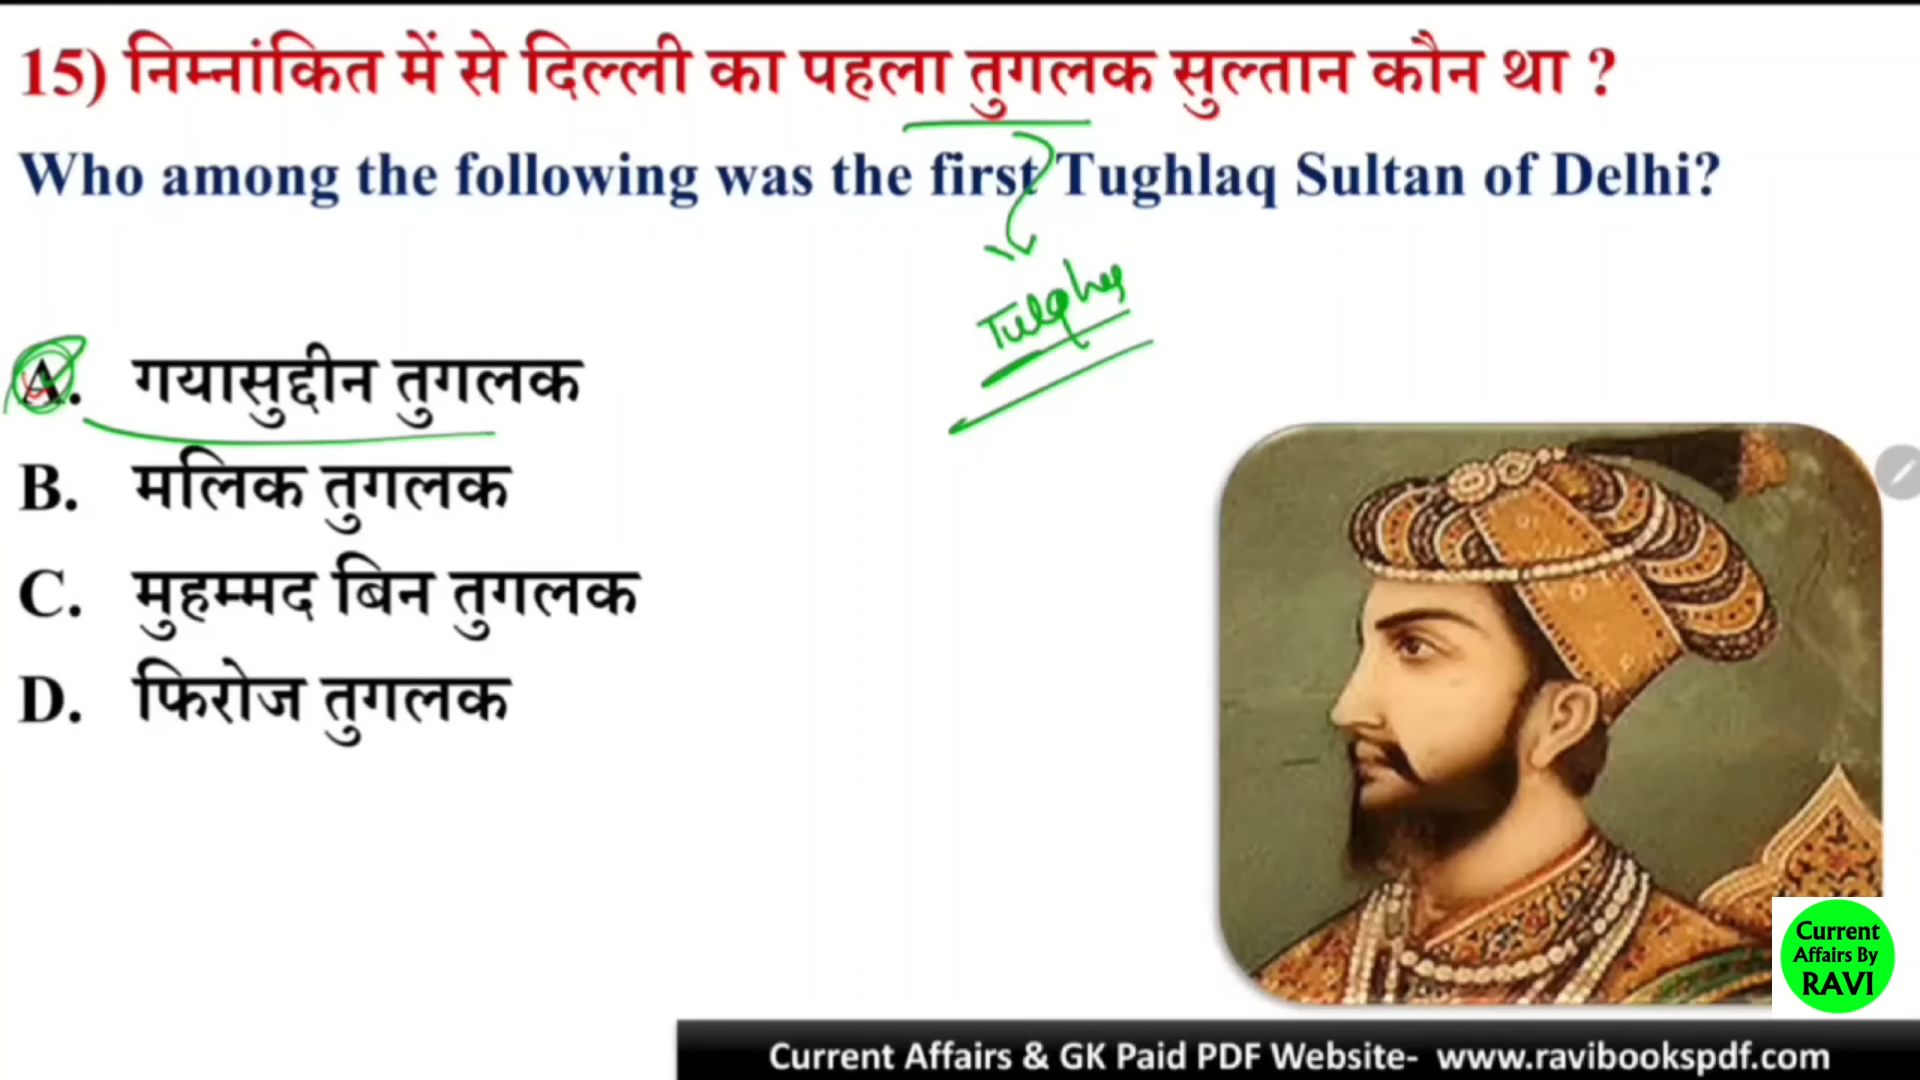 15) निम्नांकित में से दिल्ली का पहला तुगलक सुल्तान कौन था ?
Who among the following was the first Tughlaq Sultan of Delhi?
A. गयासुद्दीन तुगलक
B. मलिक तुगलक
C. मुहम्मद बिन तुगलक
D. फिरोज तुगलक
Current
Affairs By
RAVI
Current Affairs & GK Paid PDF Website- www.ravibookspdf.com